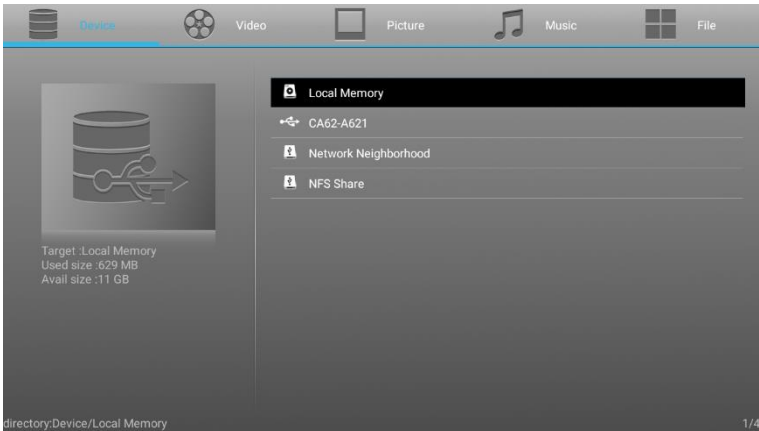 Device
Video
Picture
Music
File
Local Memory
CA62-A621
Network Neighborhood
NFS Share
Target :Local Memory
Used size :629 MB
Avail size :11 GB
directory:Device/Local Memory
1/4